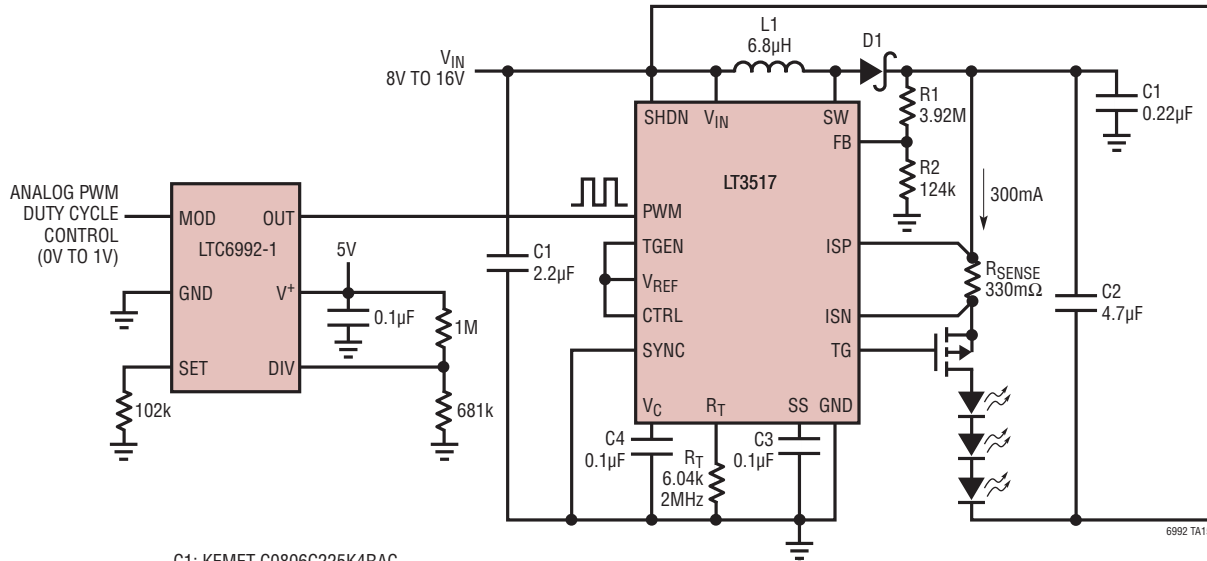 L1
6.8µH
D1
VIN
8V TO 16V
R1
3.92M
C1
0.22µF
SHDN
VIN
SW
FB
R2
124k
LT3517
300mA
ANALOG PWM
DUTY CYCLE
CONTROL
(0V TO 1V)
MOD
OUT
LTC6992-1
GND
V+
SET
DIV
5V
0.1µF
1M
102k
681k
C1
2.2µF
PWM
TGEN
VREF
CTRL
SYNC
ISP
ISN
TG
RSENSE
330mΩ
C2
4.7µF
VC
RT
SS
GND
C4
0.1µF
RT
6.04k
2MHz
C3
0.1µF